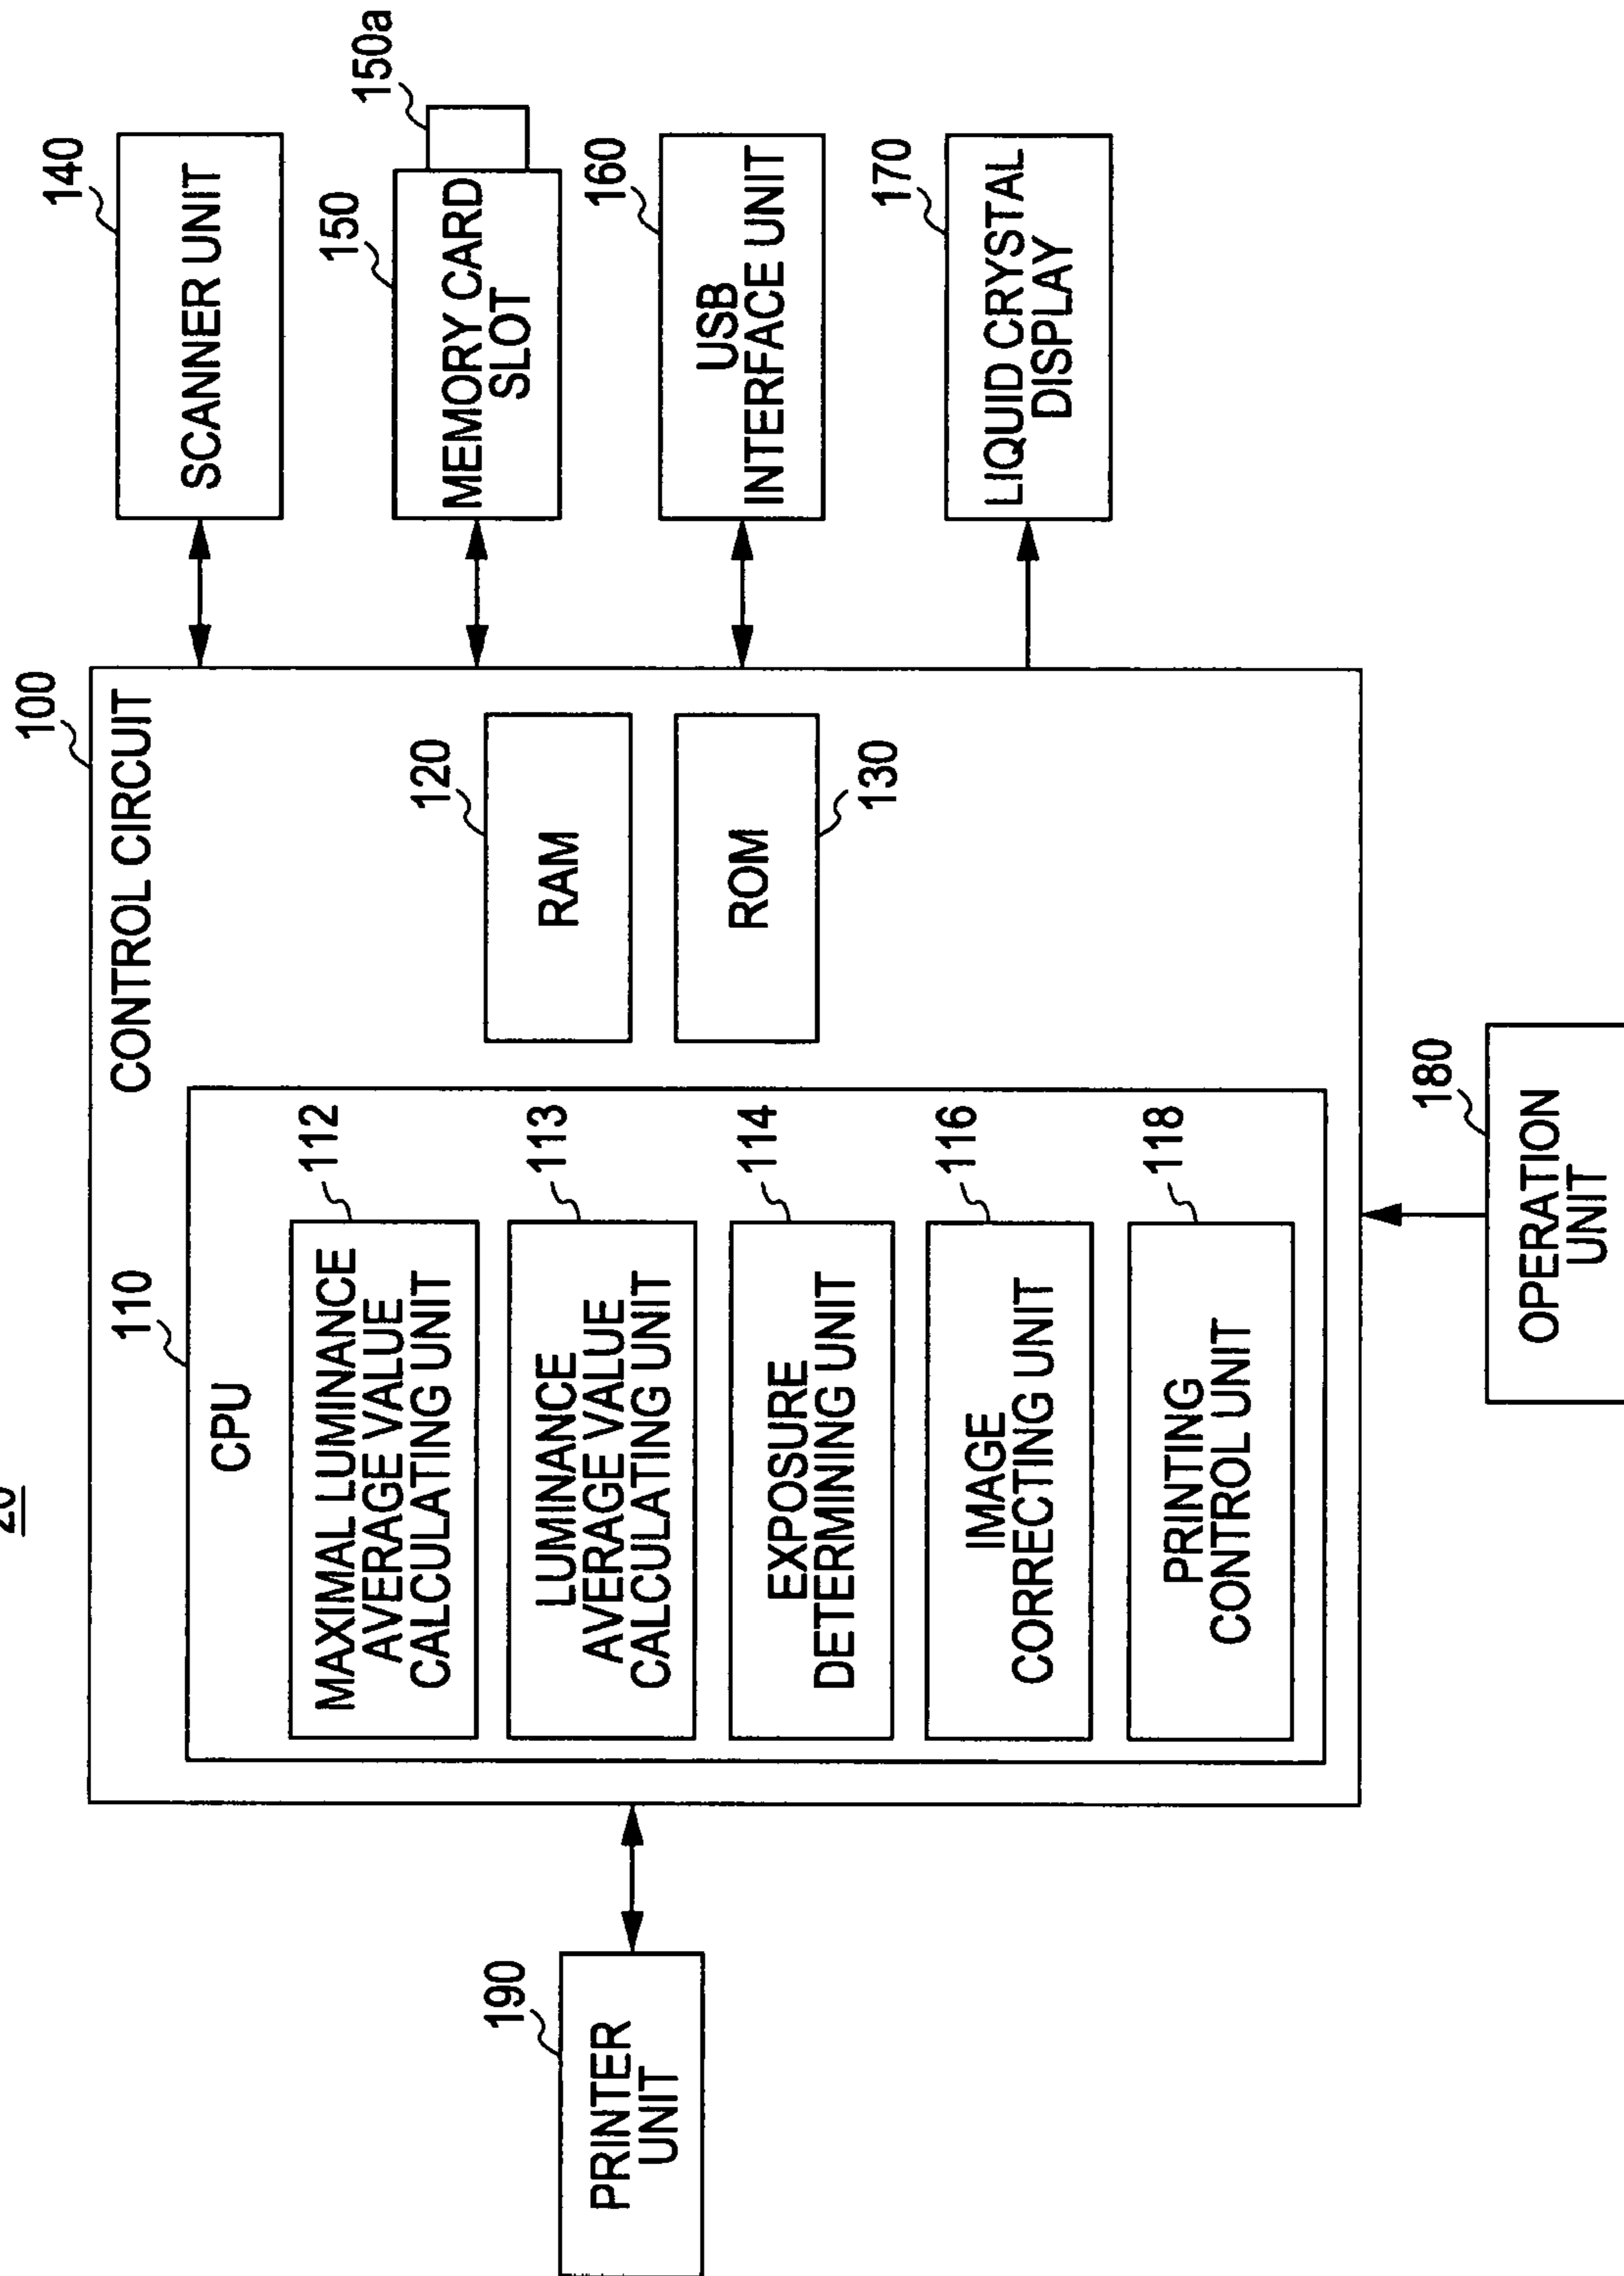 20
100
CONTROL CIRCUIT
110
CPU
MAXIMAL LUMINANCE
AVERAGE VALUE
CALCULATING UNIT
112
LUMINANCE
AVERAGE VALUE
CALCULATING UNIT
113
EXPOSURE
DETERMINING UNIT
114
IMAGE
CORRECTING UNIT
116
PRINTING
CONTROL UNIT
118
120
RAM
ROM
130
140
SCANNER UNIT
150
150a
MEMORY CARD
SLOT
160
USB
INTERFACE UNIT
170
LIQUID CRYSTAL
DISPLAY
180
OPERATION
UNIT
190
PRINTER
UNIT